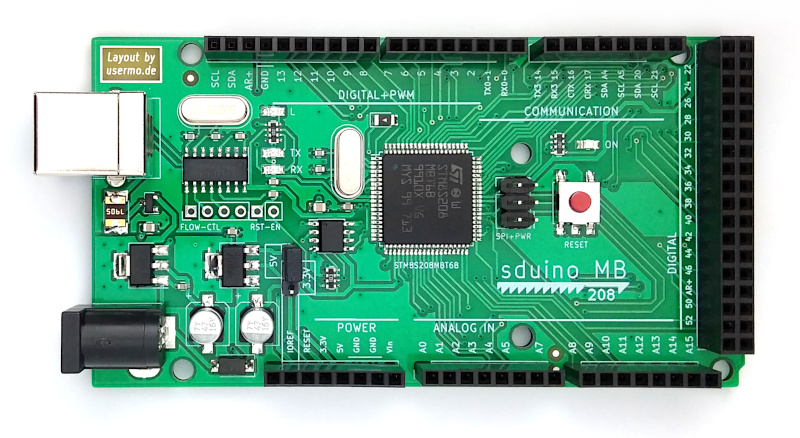 Layout by
usermo.de
SCL
SDA
AR+
GND
13
12
11
10
9
8
7
6
5
4
3
2
TX0→1
RX0←0
TX3 14
RX3 15
CTX 16
CRX 17
SDA A4
SCL A5
SDA 20
SCL 21
22
24
26
28
30
32
34
36
38
40
42
44
46
AR+
50
52
DIGITAL+PWM
COMMUNICATION
L
TX
RX
ON
FLOW-CTL
RST-EN
5V
3.3V
STM8S208
MBT6B
STM8S208MBT6B
SPI+PWR
RESET
DIGITAL
sduino MB
208
POWER
ANALOG IN
IOREF
RESET
3.3V
5V
GND
GND
Vin
A0
A1
A2
A3
A4
A5
A7
A8
A9
A10
A11
A12
A13
A14
A15